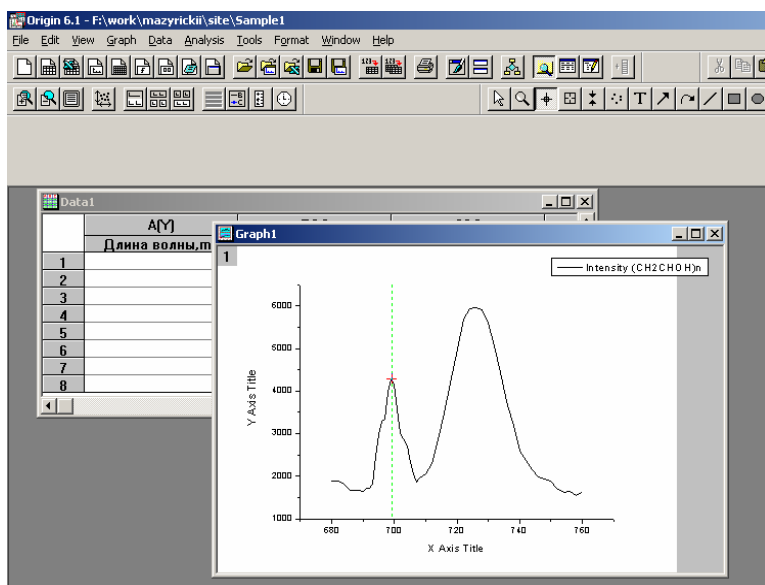 Origin 6.1 - F:\work\mazyrickii\site\Sample1
File Edit View Graph Data Analysis Tools Format Window Help
Data1
A(Y)
Длина волны,m
1
2
3
4
5
6
7
8
Graph1
1
Intensity (CH2CHOH)n
6000
5000
4000
3000
2000
1000
Y Axis Title
680 700 720 740 760
X Axis Title